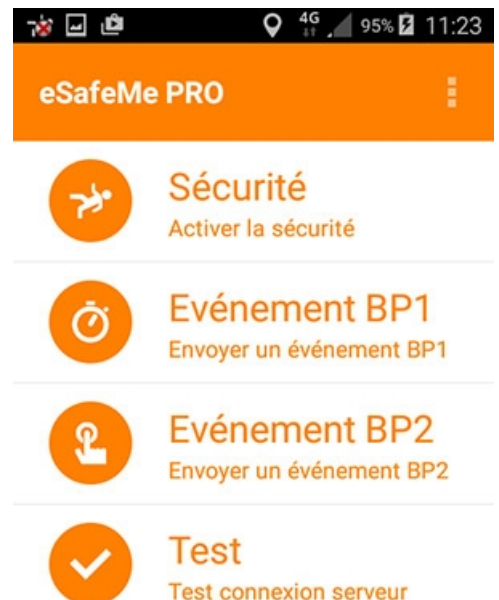 4G 95% 11:23
eSafeMe PRO
Sécurité
Activer la sécurité
Evénement BP1
Envoyer un événement BP1
Evénement BP2
Envoyer un événement BP2
Test
Test connexion serveur